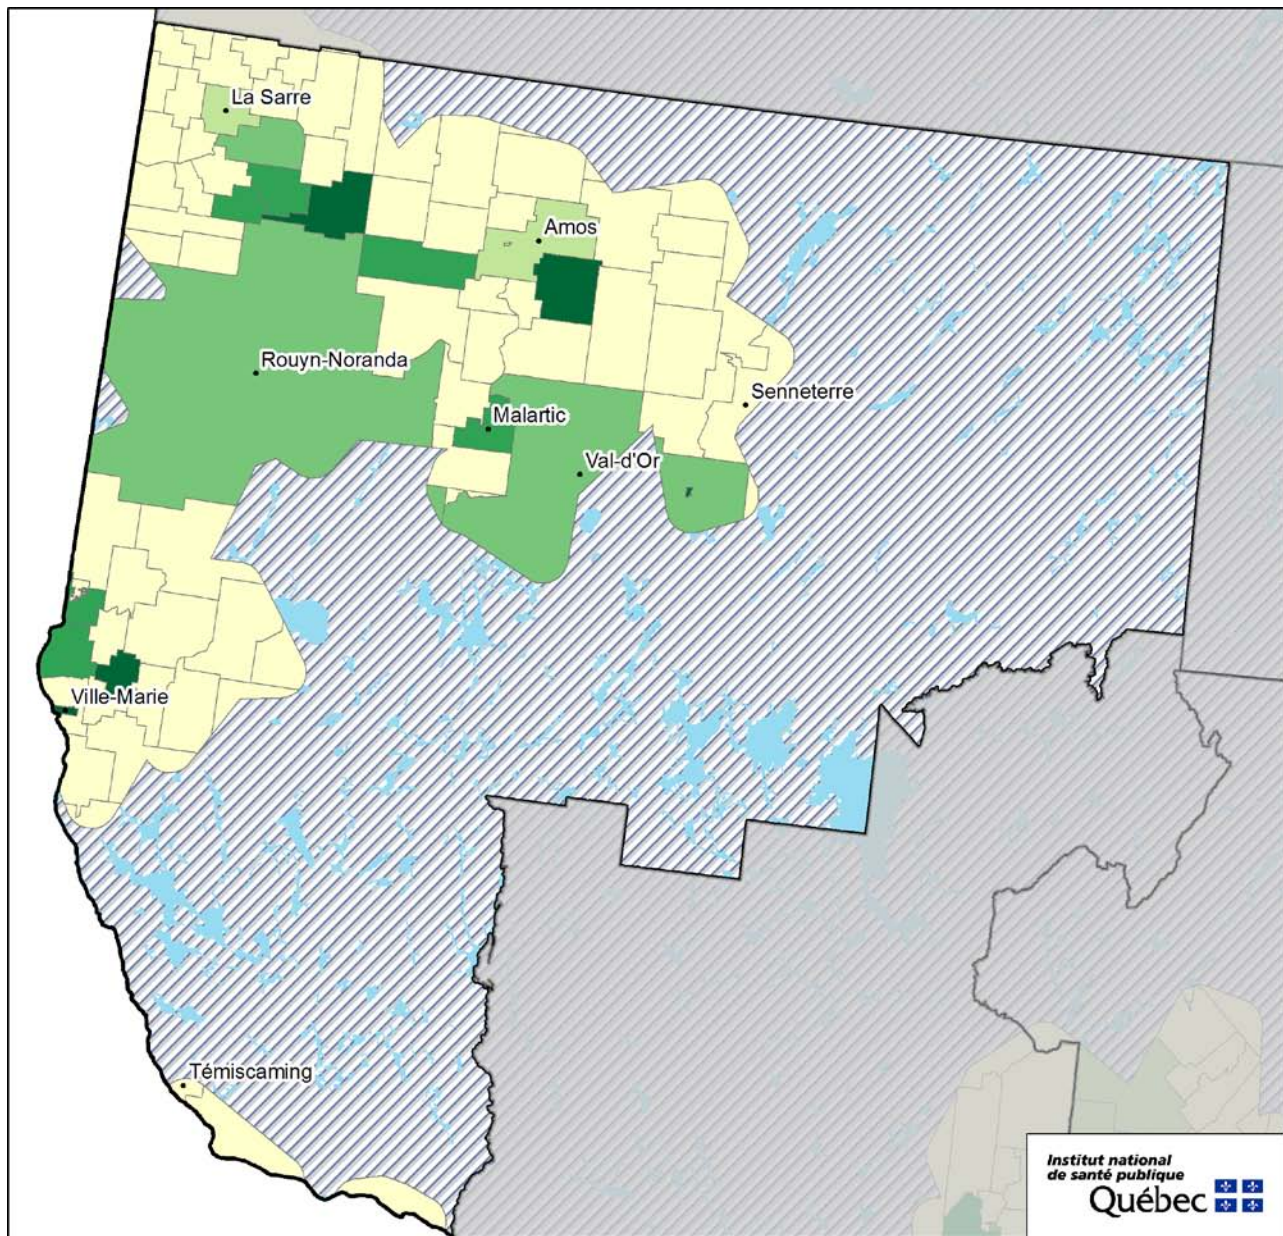 La Sarre
Amos
Rouyn-Noranda
Senneterre
Malartic
Val-d'Or
Ville-Marie
Témiscaming
Institut national
de santé publique
Québec